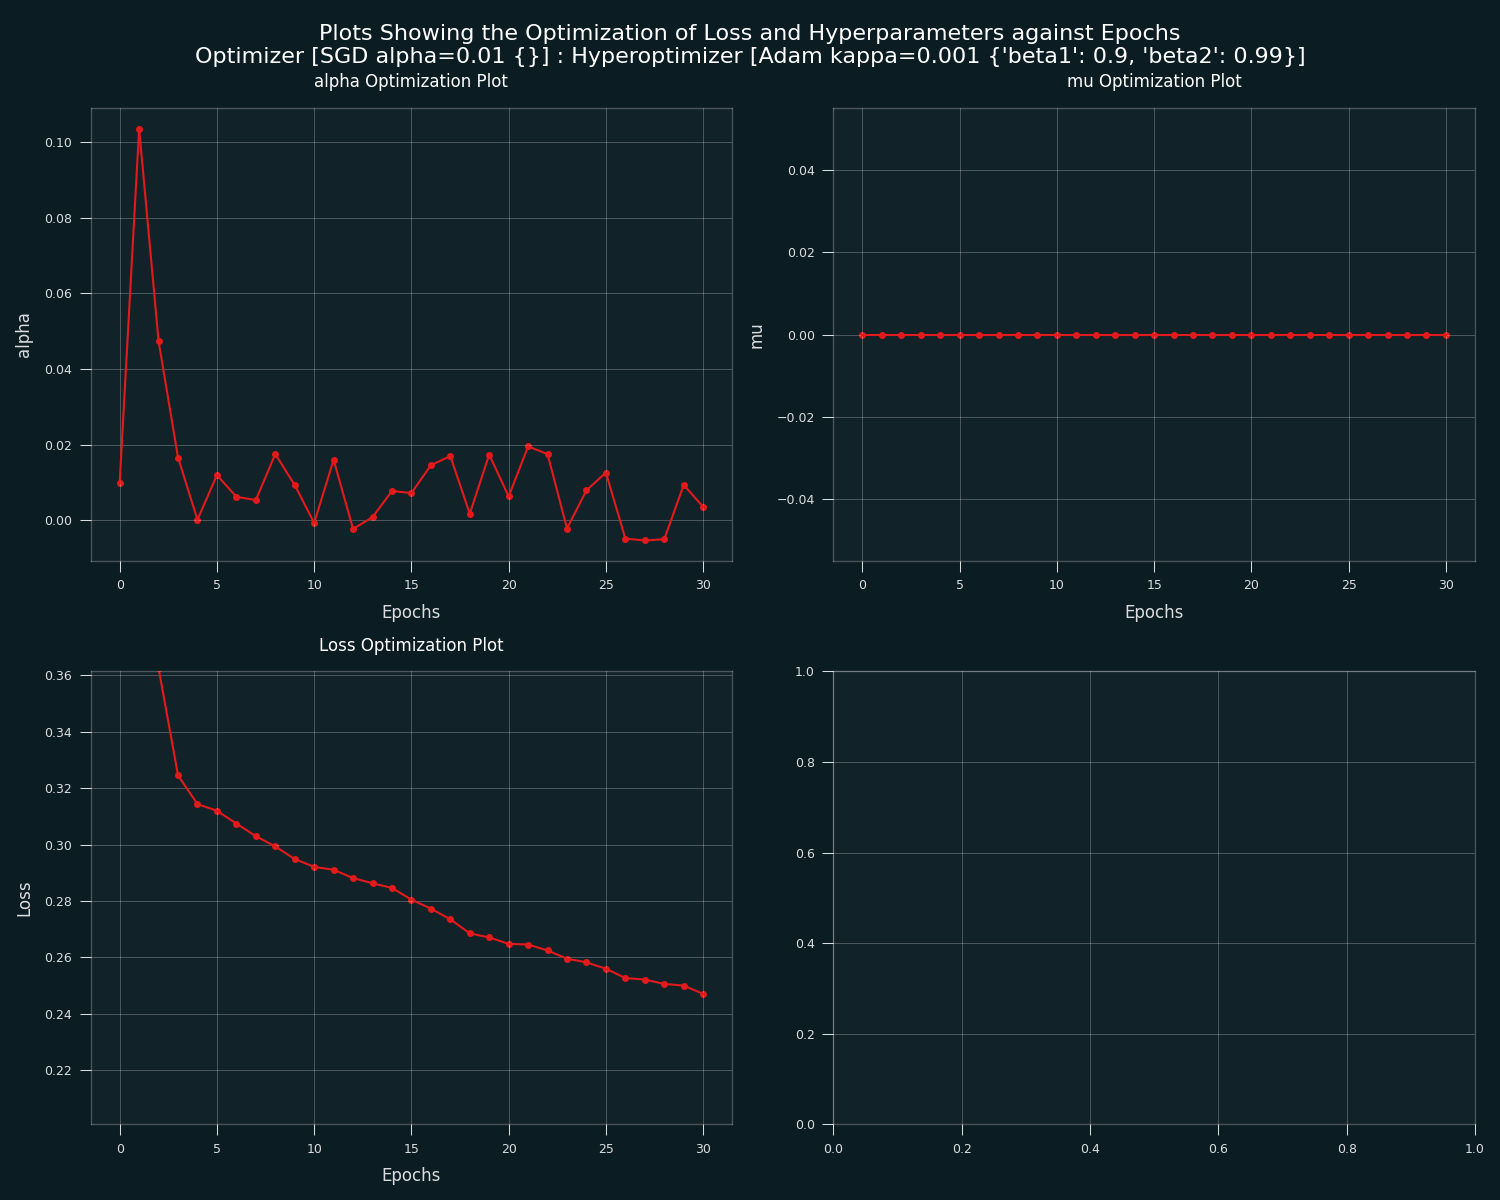 Plots Showing the Optimization of Loss and Hyperparameters against Epochs
Optimizer [SGD alpha=0.01 {}] : Hyperoptimizer [Adam kappa=0.001 {'beta1': 0.9, 'beta2': 0.99}]
alpha Optimization Plot
0.10
0.08
0.06
0.04
0.02
0.00
alpha
0 5 10 15 20 25 30
Epochs
mu Optimization Plot
0.04
0.02
0.00
−0.02
−0.04
mu
0 5 10 15 20 25 30
Epochs
Loss Optimization Plot
0.36
0.34
0.32
0.30
0.28
0.26
0.24
0.22
Loss
0 5 10 15 20 25 30
Epochs
1.0
0.8
0.6
0.4
0.2
0.0
0.0 0.2 0.4 0.6 0.8 1.0